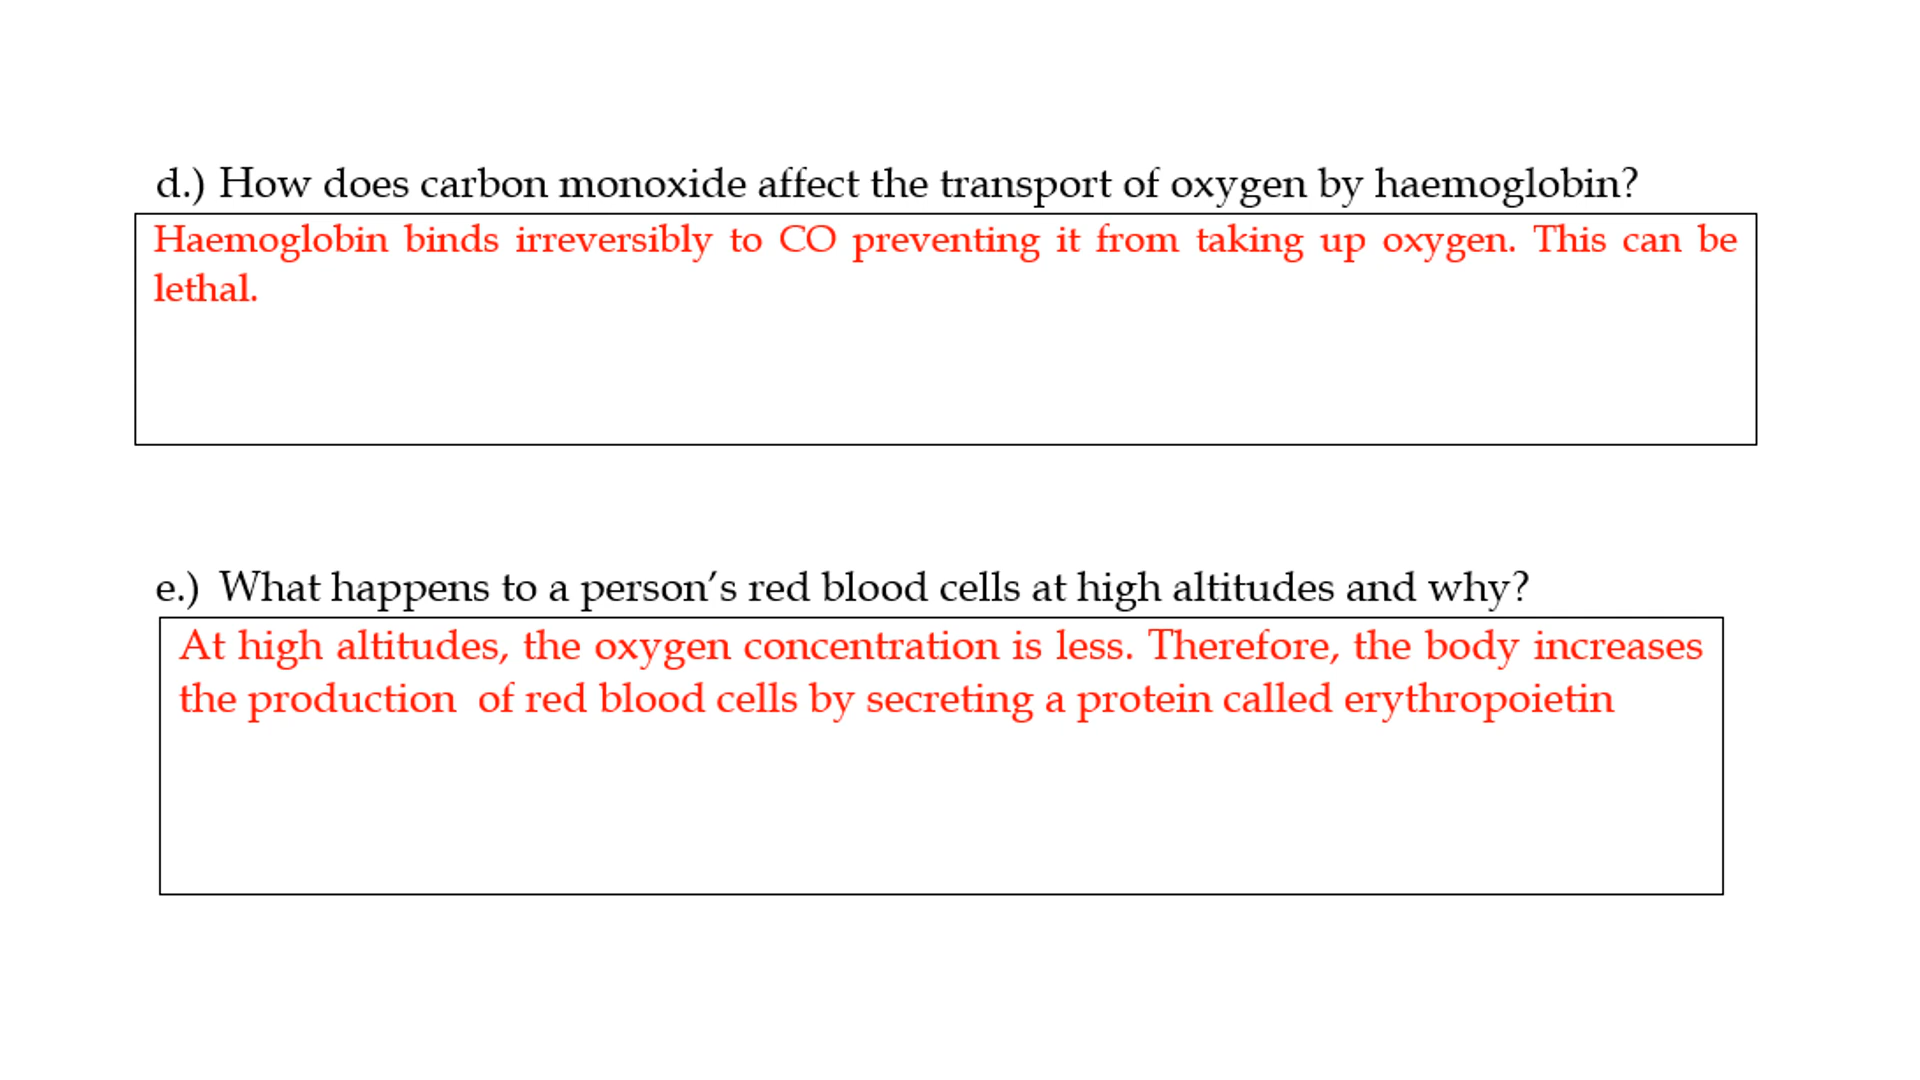 d.) How does carbon monoxide affect the transport of oxygen by haemoglobin?
Haemoglobin binds irreversibly to CO preventing it from taking up oxygen. This can be
lethal.
e.) What happens to a person’s red blood cells at high altitudes and why?
At high altitudes, the oxygen concentration is less. Therefore, the body increases
the production of red blood cells by secreting a protein called erythropoietin